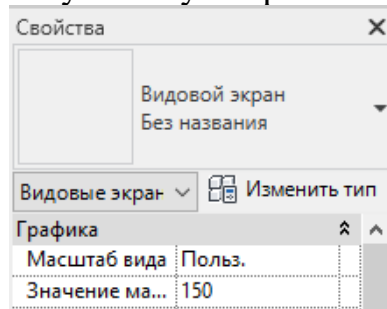 Свойства
Видовой экран
Без названия
Видовые экран
Изменить тип
Графика
Масштаб вида Польз.
Значение ма... 150